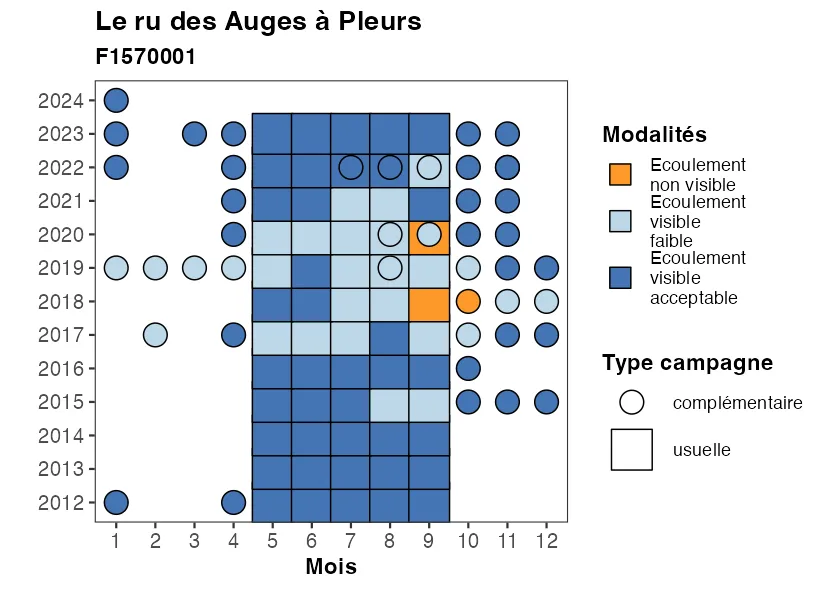 Le ru des Auges à Pleurs
F1570001
2024
2023
2022
2021
2020
2019
2018
2017
2016
2015
2014
2013
2012
1 2 3 4 5 6 7 8 9 10 11 12
Mois
Modalités
Ecoulement
non visible
Ecoulement
visible
faible
Ecoulement
visible
acceptable
Type campagne
complémentaire
usuelle